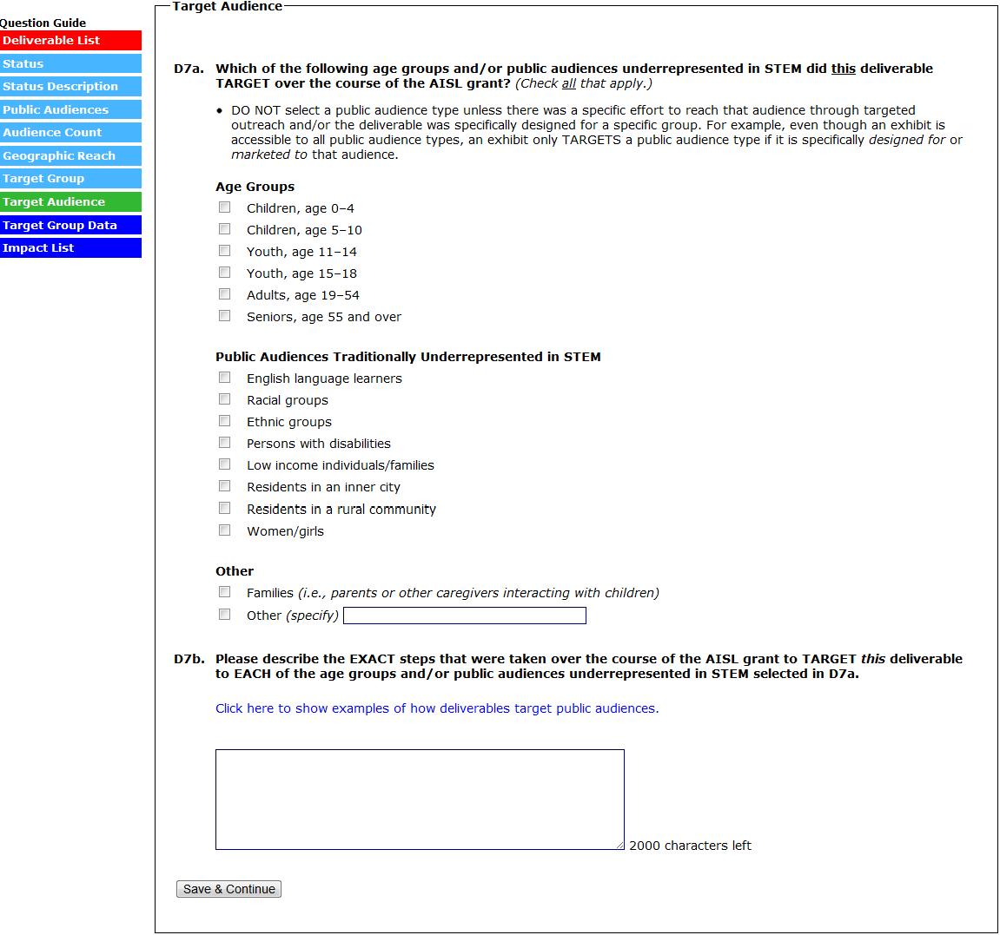 Target Audience
Question Guide
Deliverable List
Status
Status Description
Public Audiences
Audience Count
Geographic Reach
Target Group
Target Audience
Target Group Data
Impact List
D7a. Which of the following age groups and/or public audiences underrepresented in STEM did this deliverable
TARGET over the course of the AISL grant? (Check all that apply.)
• DO NOT select a public audience type unless there was a specific effort to reach that audience through targeted
outreach and/or the deliverable was specifically designed for a specific group. For example, even though an exhibit is
accessible to all public audience types, an exhibit only TARGETS a public audience type if it is specifically designed for or
marketed to that audience.
Age Groups
Children, age 0–4
Children, age 5–10
Youth, age 11–14
Youth, age 15–18
Adults, age 19–54
Seniors, age 55 and over
Public Audiences Traditionally Underrepresented in STEM
English language learners
Racial groups
Ethnic groups
Persons with disabilities
Low income individuals/families
Residents in an inner city
Residents in a rural community
Women/girls
Other
Families (i.e., parents or other caregivers interacting with children)
Other (specify)
D7b. Please describe the EXACT steps that were taken over the course of the AISL grant to TARGET this deliverable
to EACH of the age groups and/or public audiences underrepresented in STEM selected in D7a.
Click here to show examples of how deliverables target public audiences.
2000 characters left
Save & Continue